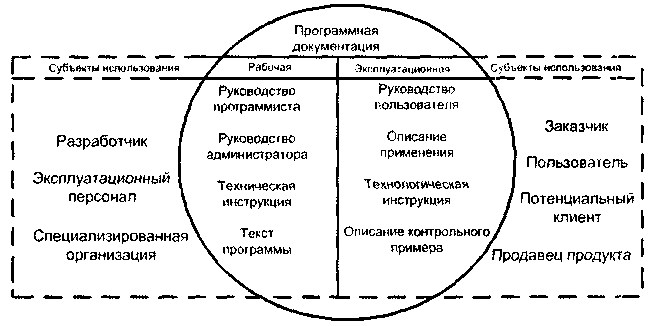 Программная
документация
Субъекты использования
Рабочая
Эксплуатационная
Субъекты использования
Разработчик
Эксплуатационный
персонал
Специализированная
организация
Руководство
программиста
Руководство
администратора
Техническая
инструкция
Текст
программы
Руководство
пользователя
Описание
применения
Технологическая
инструкция
Описание контрольного
примера
Заказчик
Пользователь
Потенциальный
клиент
Продавец продукта